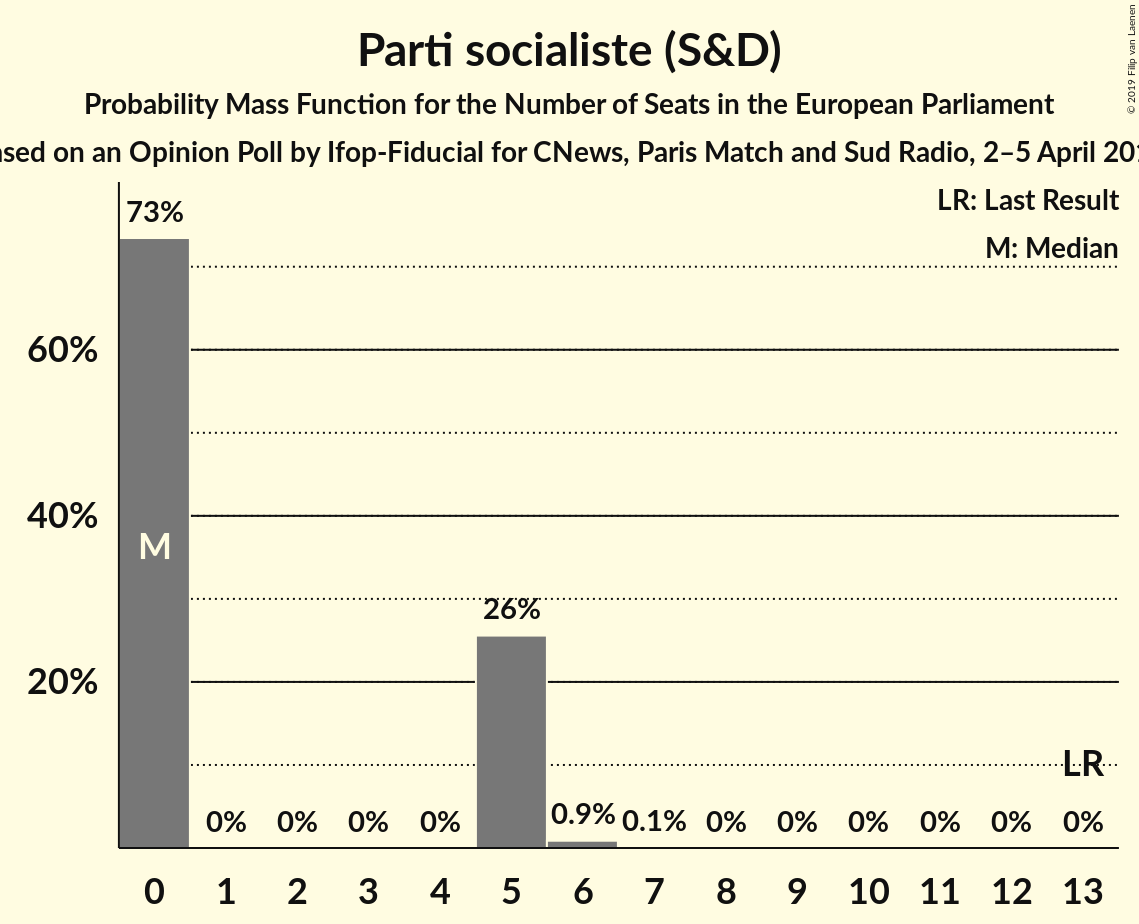 Parti socialiste (S&D)
Probability Mass Function for the Number of Seats in the European Parliament
on an Opinion Poll by Ifop-Fiducial for CNews, Paris Match and Sud Radio, 2–5 April
© 2019 Filip van Laenen
LR: Last Result
M: Median
73%
60%
40%
20%
M
26%
LR
0% 0% 0% 0% 0.9% 0.1% 0% 0% 0% 0% 0% 0%
0 1 2 3 4 5 6 7 8 9 10 11 12 13